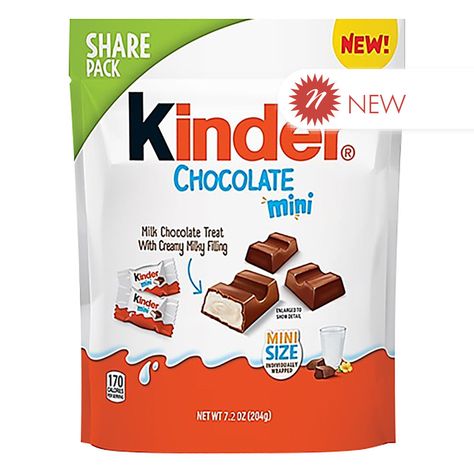 SHARE
PACK
NEW!
n NEW
Kinder®
CHOCOLATE
mini
Milk Chocolate Treat
With Creamy Milky Filling
Kinder
mini
Kinder
mini
ENLARGED TO
SHOW DETAIL
MINI
SIZE
INDIVIDUALLY
WRAPPED
170
CALORIES
PER SERVING
NET WT 7.2 OZ (204g)